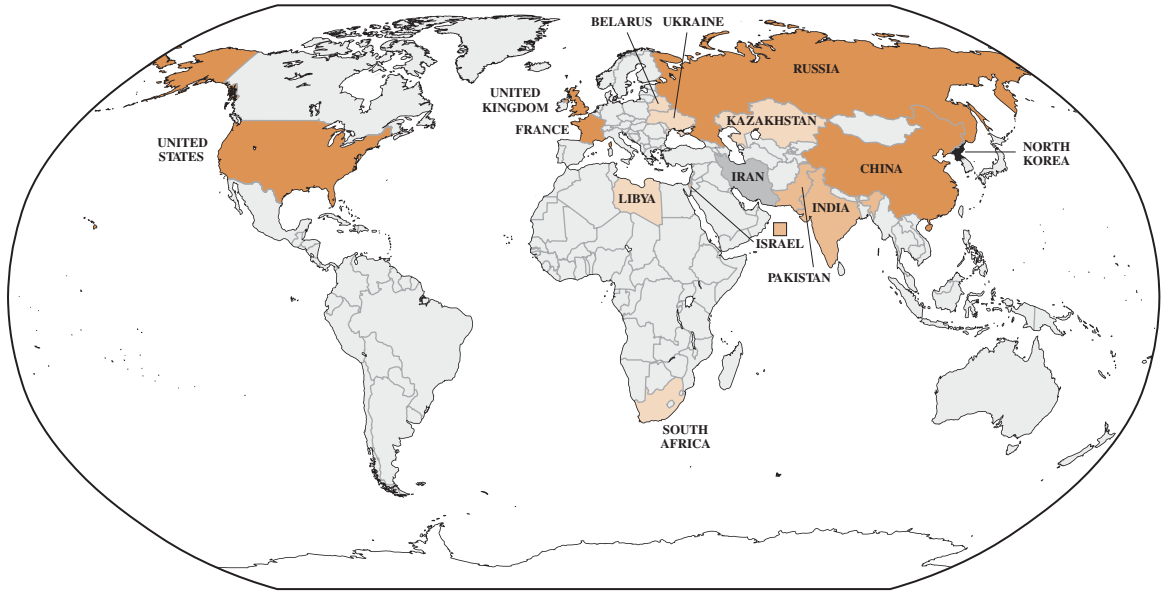 BELARUS UKRAINE
RUSSIA
UNITED
KINGDOM
FRANCE
KAZAKHSTAN
UNITED
STATES
NORTH
KOREA
CHINA
IRAN
LIBYA
INDIA
ISRAEL
PAKISTAN
SOUTH
AFRICA